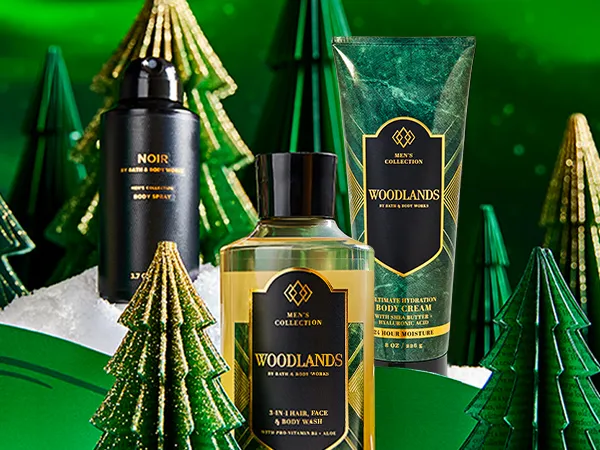 NOIR
BY BATH & BODY WORKS
MEN'S COLLECTION
BODY SPRAY
MEN'S
COLLECTION
WOODLANDS
BY BATH & BODY WORKS
ULTIMATE HYDRATION
BODY CREAM
WITH SHEA BUTTER +
HYALURONIC ACID
24 HOUR MOISTURE
8 OZ / 226 g
MEN'S
COLLECTION
WOODLANDS
BY BATH & BODY WORKS
3-IN-1 HAIR, FACE
& BODY WASH
WITH PRO-VITAMIN B5 + ALOE